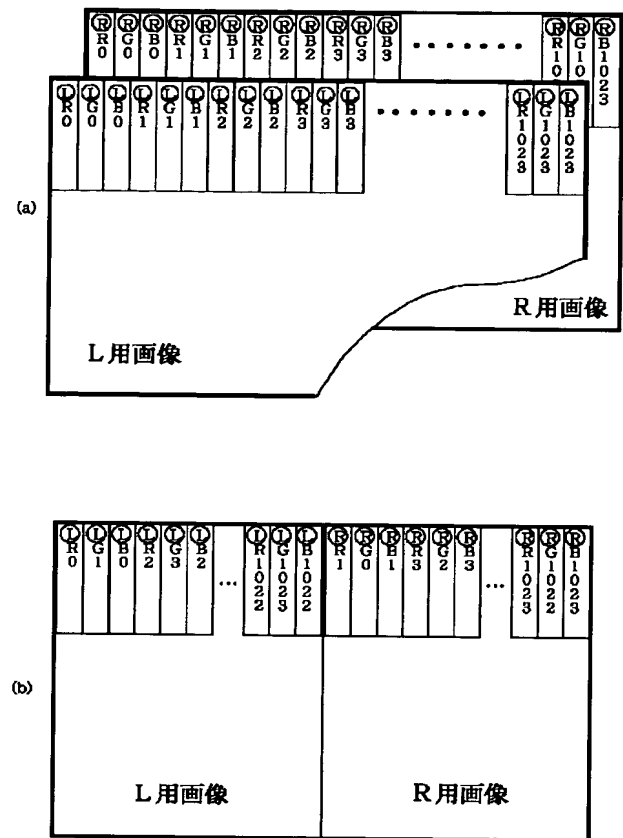 ⓇR0 ⓇG0 ⓇB0 ⓇR1 ⓇG1 ⓇB1 ⓇR2 ⓇG2 ⓇB2 ⓇR3 ⓇG3 ⓇB3 ・・・・・・・ ⓇR10 ⓇG10 ⓇB1023
ⓁR0 ⓁG0 ⓁB0 ⓁR1 ⓁG1 ⓁB1 ⓁR2 ⓁG2 ⓁB2 ⓁR3 ⓁG3 ⓁB3 ・・・・・・・ ⓁR1023 ⓁG1023 ⓁB1023
(a)
R用画像
L用画像
ⓁR0 ⓁG1 ⓁB0 ⓁR2 ⓁG3 ⓁB2 ... ⓁR1022 ⓁG1023 ⓁB1022 ⓇR1 ⓇG0 ⓇB1 ⓇR3 ⓇG2 ⓇB3 ... ⓇR1023 ⓇG1022 ⓇB1023
(b)
L用画像 R用画像